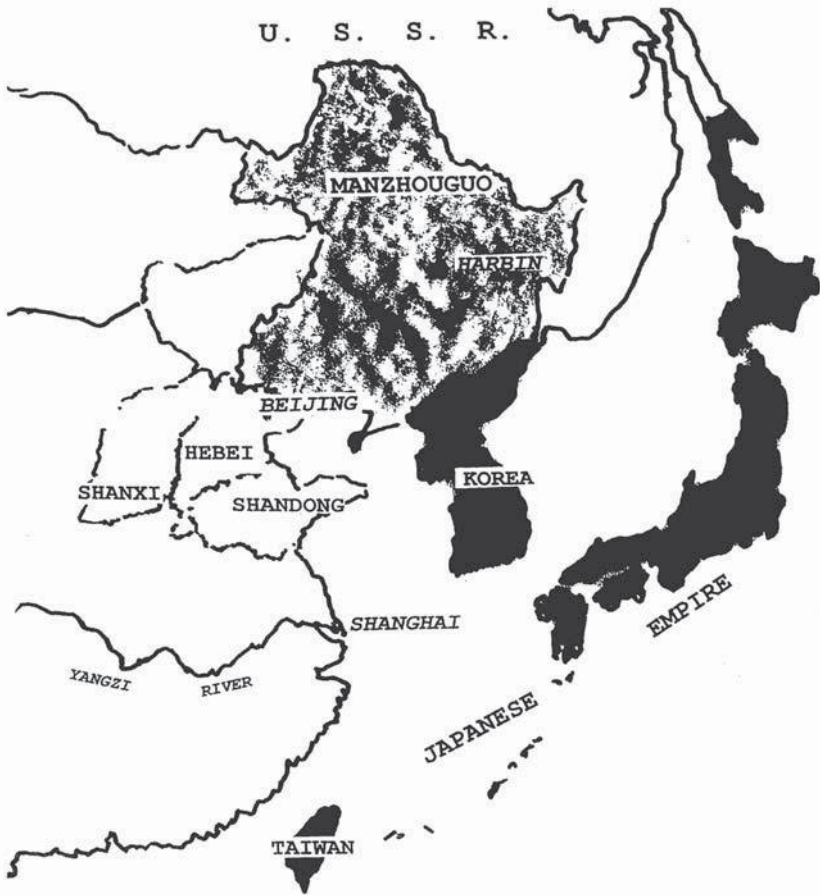 U. S. S. R.
MANZHOUGUO
HARBIN
BEIJING
HEBEI
SHANXI
SHANDONG
KOREA
SHANGHAI
YANGZI RIVER
JAPANESE EMPIRE
TAIWAN